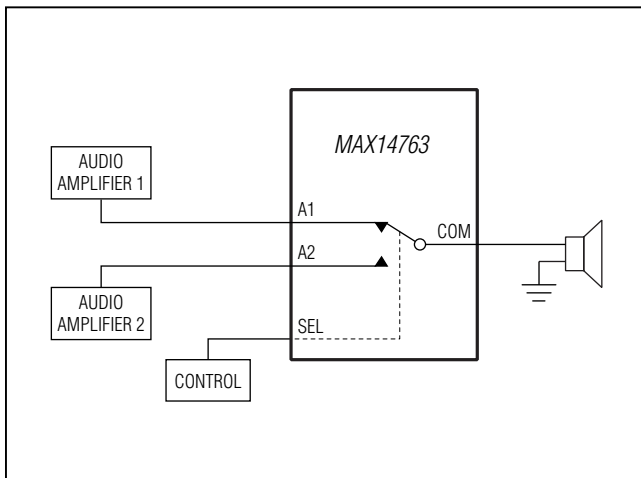 MAX14763
AUDIO
AMPLIFIER 1
A1
COM
A2
AUDIO
AMPLIFIER 2
SEL
CONTROL